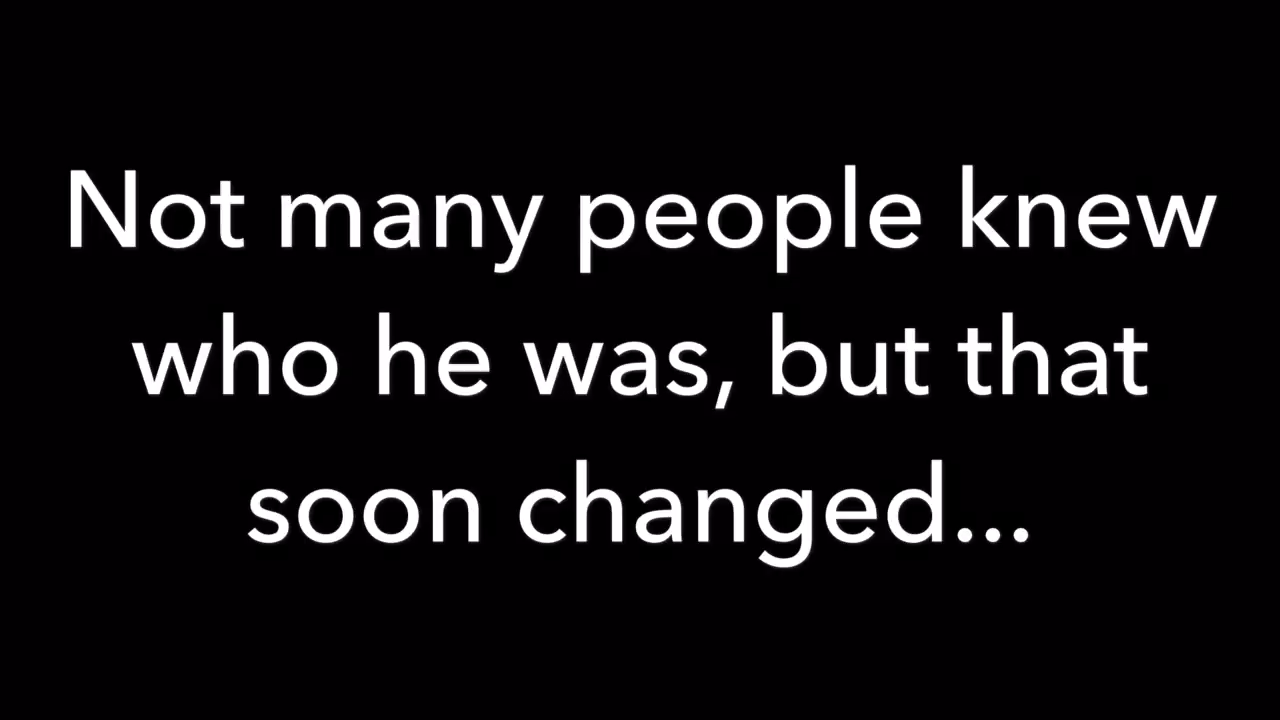 Not many people knew
who he was, but that
soon changed...